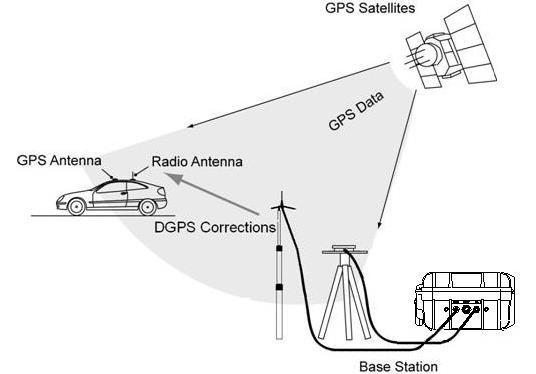 GPS Satellites
GPS Data
GPS Antenna
Radio Antenna
DGPS Corrections
Base Station